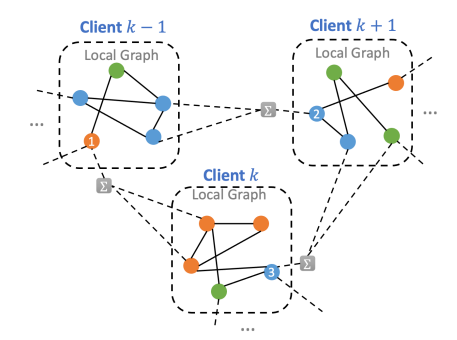 Client k − 1
Client k + 1
Local Graph
Local Graph
...
...
Σ
2
1
Σ
Client k
Local Graph
Σ
3
...